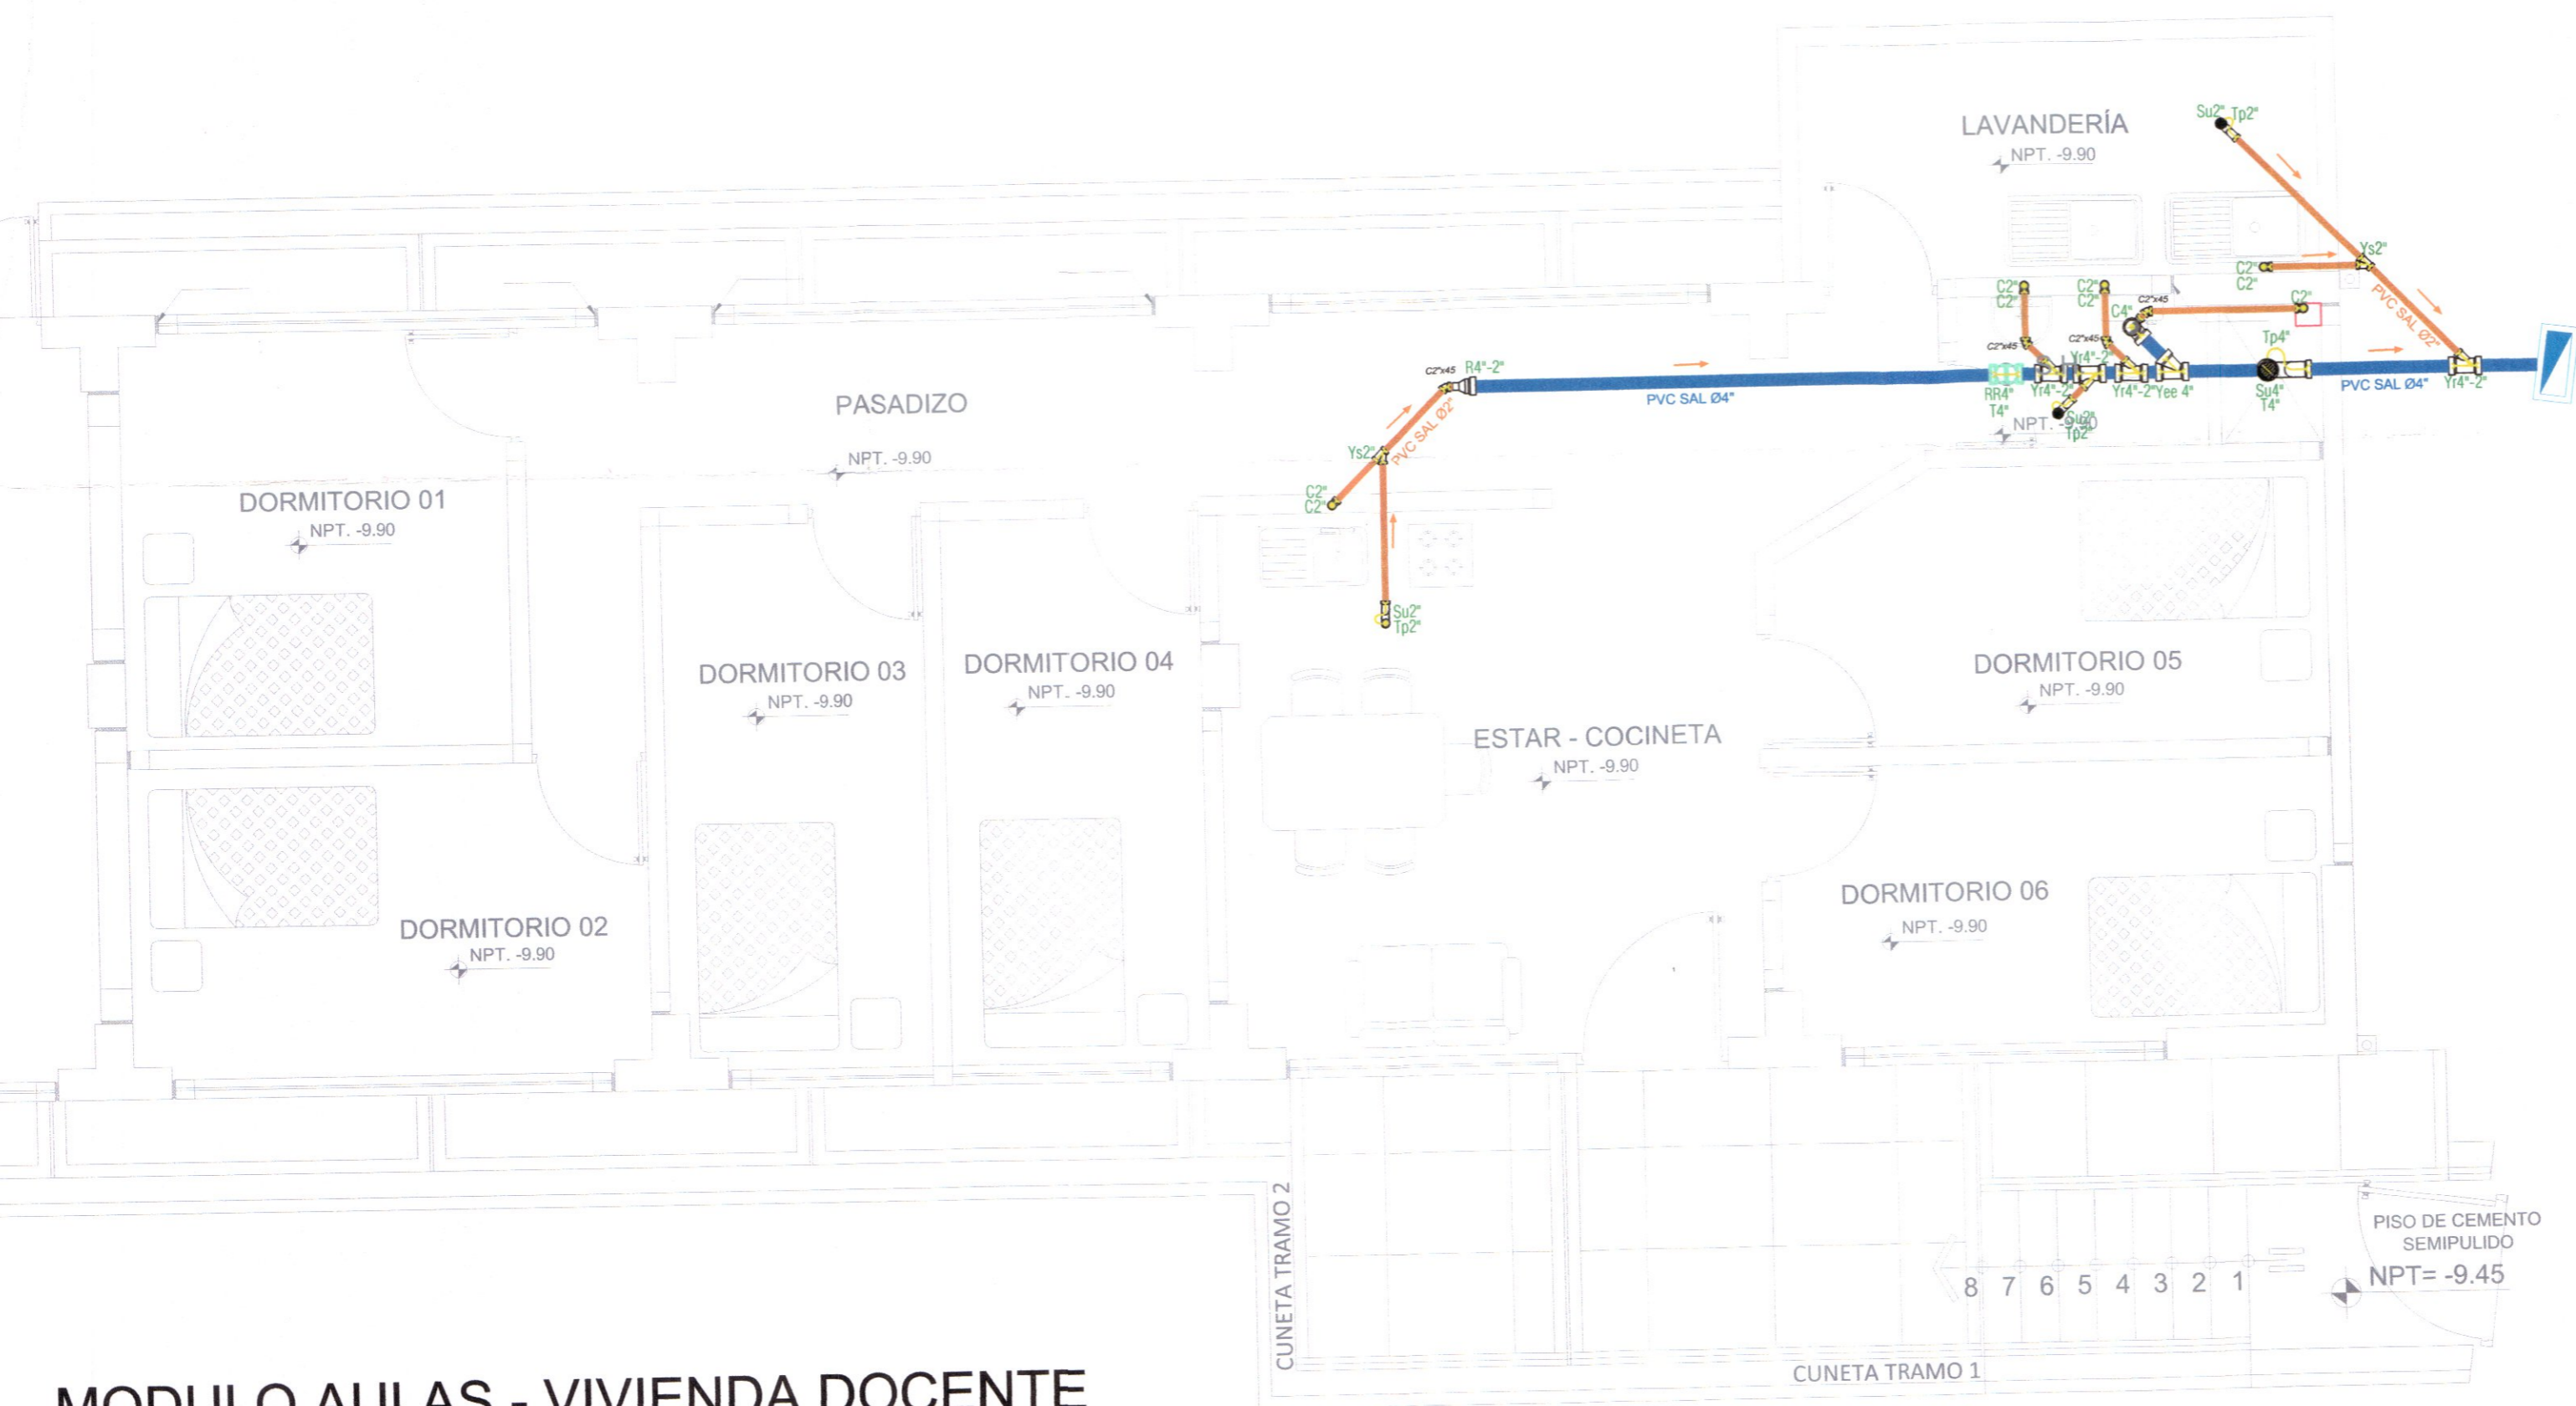 LAVANDERÍA
NPT. -9.90
Su2" Tp2"
Ys2"
C2"
C2"
PVC SAL Ø2"
C2"
C2"
C2"
C2"
C2"x45
C4"
C2"
C2"x45
C2"x45
Yr4"-2"
Tp4"
RR4"
T4"
Yr4"-2"
Yr4"-2"
Yee 4"
Su4"
T4"
PVC SAL Ø4"
Yr4"-2"
Su2"
Tp2"
NPT. -9.90
C2"x45
R4"-2"
PVC SAL Ø4"
PVC SAL Ø2"
Ys2"
C2"
C2"
Su2"
Tp2"
PASADIZO
NPT. -9.90
DORMITORIO 01
NPT. -9.90
DORMITORIO 03
NPT. -9.90
DORMITORIO 04
NPT. -9.90
DORMITORIO 05
NPT. -9.90
ESTAR - COCINETA
NPT. -9.90
DORMITORIO 02
NPT. -9.90
DORMITORIO 06
NPT. -9.90
CUNETA TRAMO 2
PISO DE CEMENTO
SEMIPULIDO
NPT= -9.45
8 7 6 5 4 3 2 1
CUNETA TRAMO 1
MODULO AULAS - VIVIENDA DOCENTE